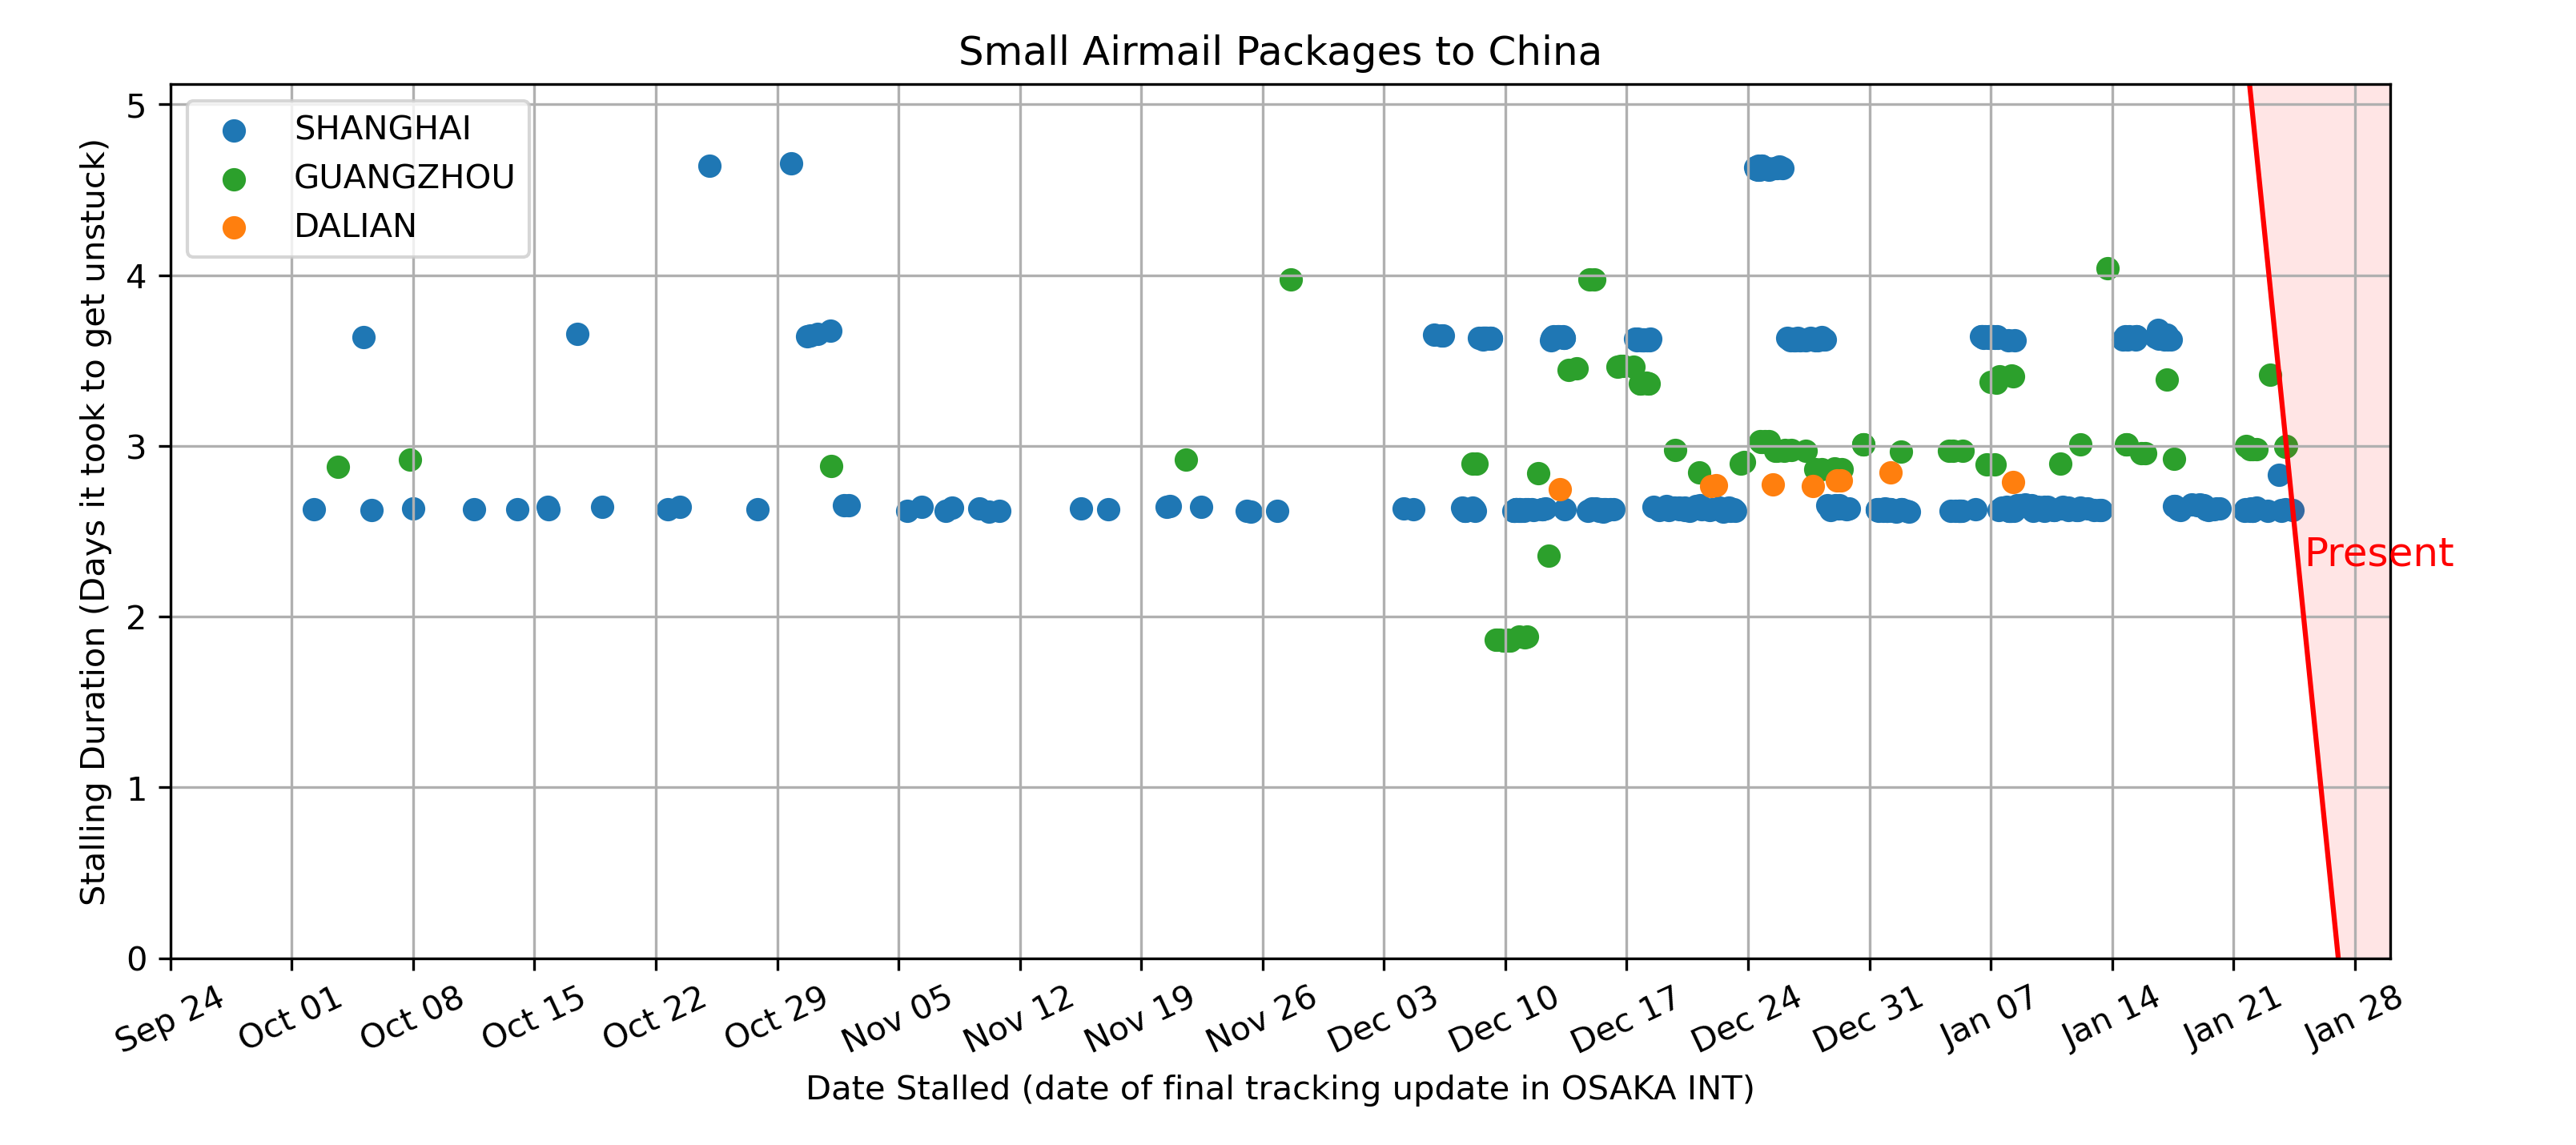 Small Airmail Packages to China
Stalling Duration (Days it took to get unstuck)
5
4
3
2
1
0
SHANGHAI
GUANGZHOU
DALIAN
Present
Sep 24
Oct 01
Oct 08
Oct 15
Oct 22
Oct 29
Nov 05
Nov 12
Nov 19
Nov 26
Dec 03
Dec 10
Dec 17
Dec 24
Dec 31
Jan 07
Jan 14
Jan 21
Jan 28
Date Stalled (date of final tracking update in OSAKA INT)